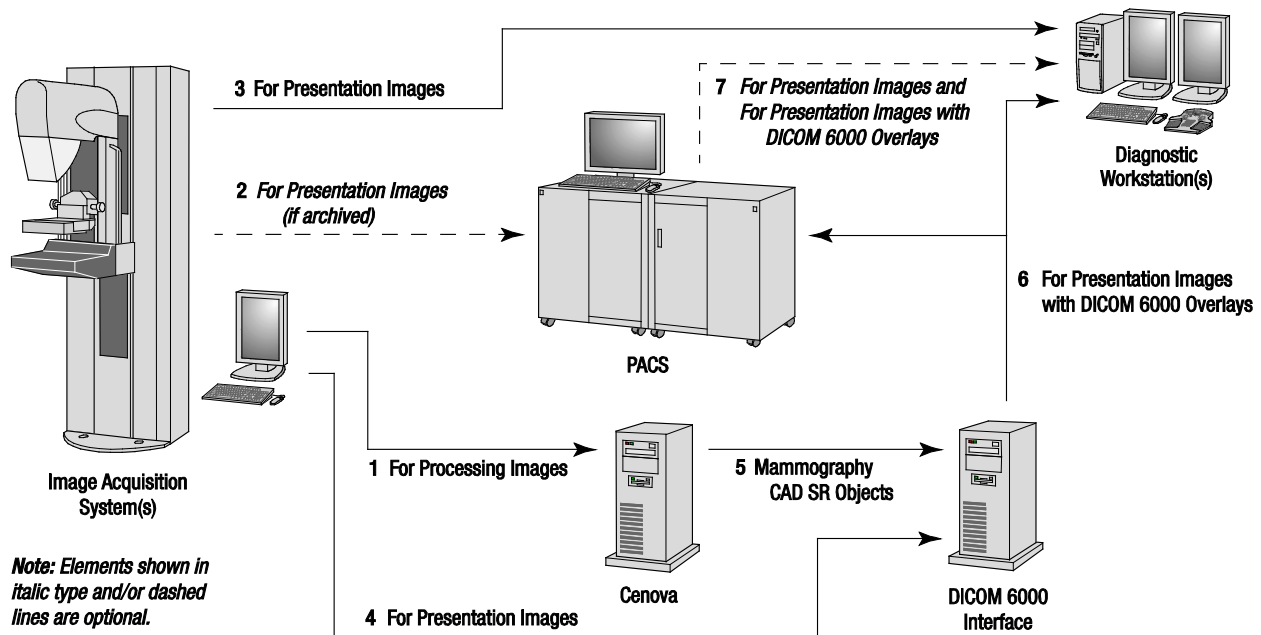 3 For Presentation Images
7 For Presentation Images and
For Presentation Images with
DICOM 6000 Overlays
Diagnostic
Workstation(s)
2 For Presentation Images
(if archived)
6 For Presentation Images
with DICOM 6000 Overlays
PACS
Image Acquisition
System(s)
1 For Processing Images
5 Mammography
CAD SR Objects
Note: Elements shown in
italic type and/or dashed
lines are optional.
Cenova
DICOM 6000
Interface
4 For Presentation Images